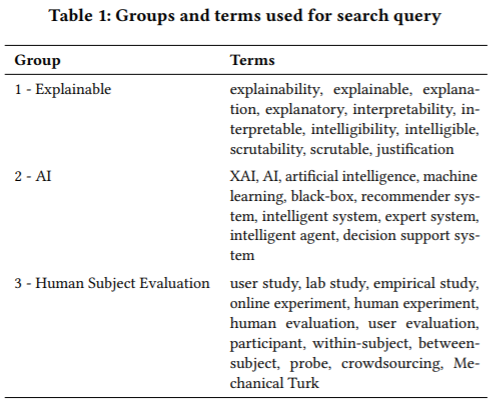 Table 1: Groups and terms used for search query
Group Terms
1 - Explainable explainability, explainable, explana-
tion, explanatory, interpretability, in-
terpretable, intelligibility, intelligible,
scrutability, scrutable, justification
2 - AI XAI, AI, artificial intelligence, machine
learning, black-box, recommender sys-
tem, intelligent system, expert system,
intelligent agent, decision support sys-
tem
3 - Human Subject Evaluation user study, lab study, empirical study,
online experiment, human experiment,
human evaluation, user evaluation,
participant, within-subject, between-
subject, probe, crowdsourcing, Me-
chanical Turk